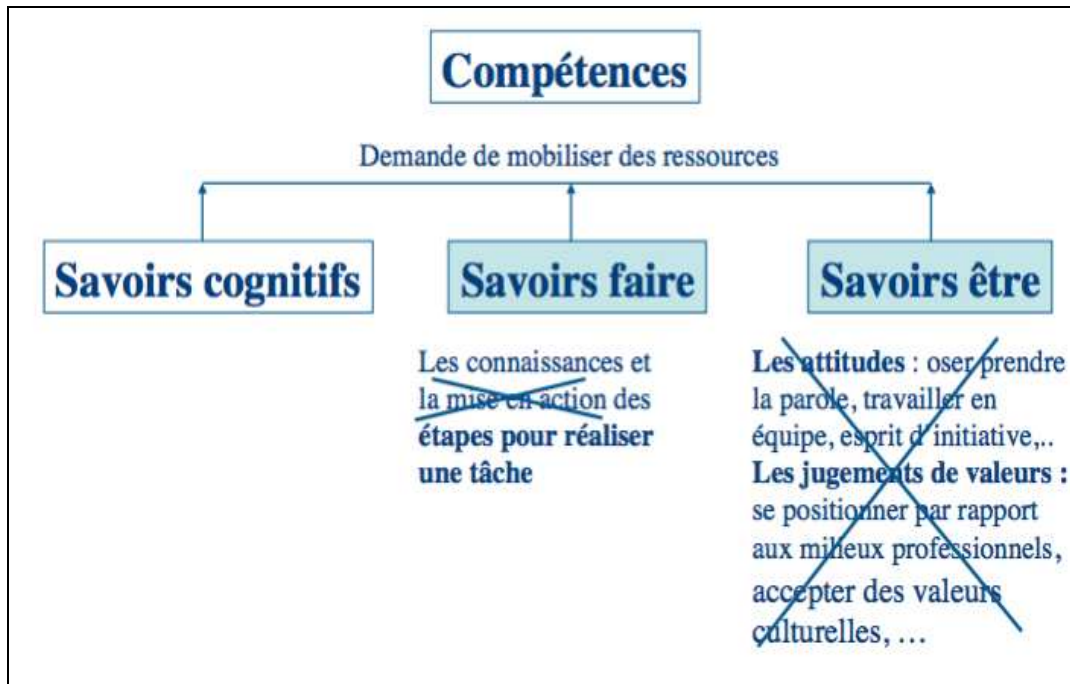 Compétences
Demande de mobiliser des ressources
Savoirs cognitifs
Savoirs faire
Savoirs être
Les connaissances et
la mise en action des
étapes pour réaliser
une tâche
Les attitudes : oser prendre
la parole, travailler en
équipe, esprit d'initiative,..
Les jugements de valeurs :
se positionner par rapport
aux milieux professionnels,
accepter des valeurs
culturelles, …